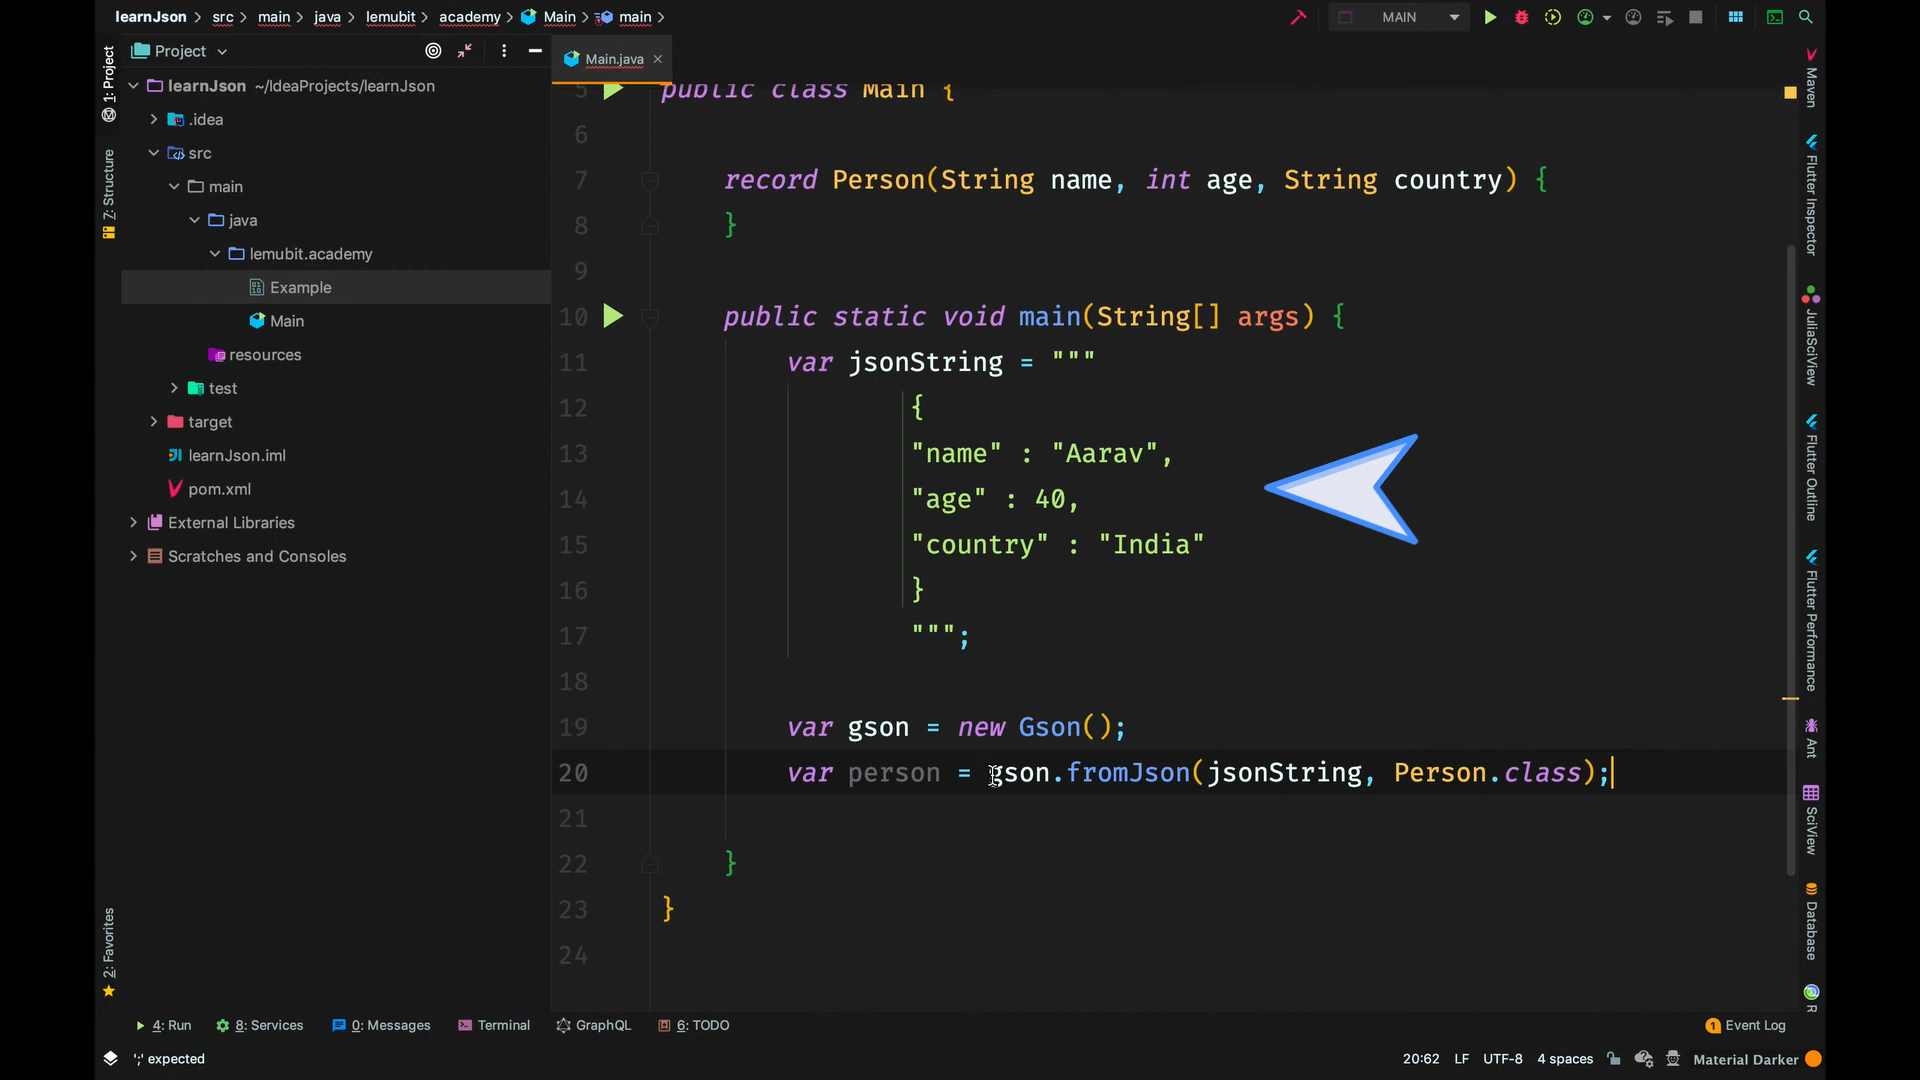 learnJson > src > main > java > lemubit > academy > Main > main >
MAIN
1: Project
7: Structure
2: Favorites
Project
learnJson ~/IdeaProjects/learnJson
.idea
src
main
java
lemubit.academy
Example
Main
resources
test
target
learnJson.iml
pom.xml
External Libraries
Scratches and Consoles
Main.java
5 public class Main {
6
7 record Person(String name, int age, String country) {
8 }
9
10 public static void main(String[] args) {
11 var jsonString = """
12 {
13 "name" : "Aarav",
14 "age" : 40,
15 "country" : "India"
16 }
17 """;
18
19 var gson = new Gson();
20 var person = gson.fromJson(jsonString, Person.class);
21
22 }
23 }
24
Maven
Flutter Inspector
JuliaSciView
Flutter Outline
Flutter Performance
Ant
SciView
Database
R
4: Run
8: Services
0: Messages
Terminal
GraphQL
6: TODO
1 Event Log
';' expected
20:62 LF UTF-8 4 spaces Material Darker